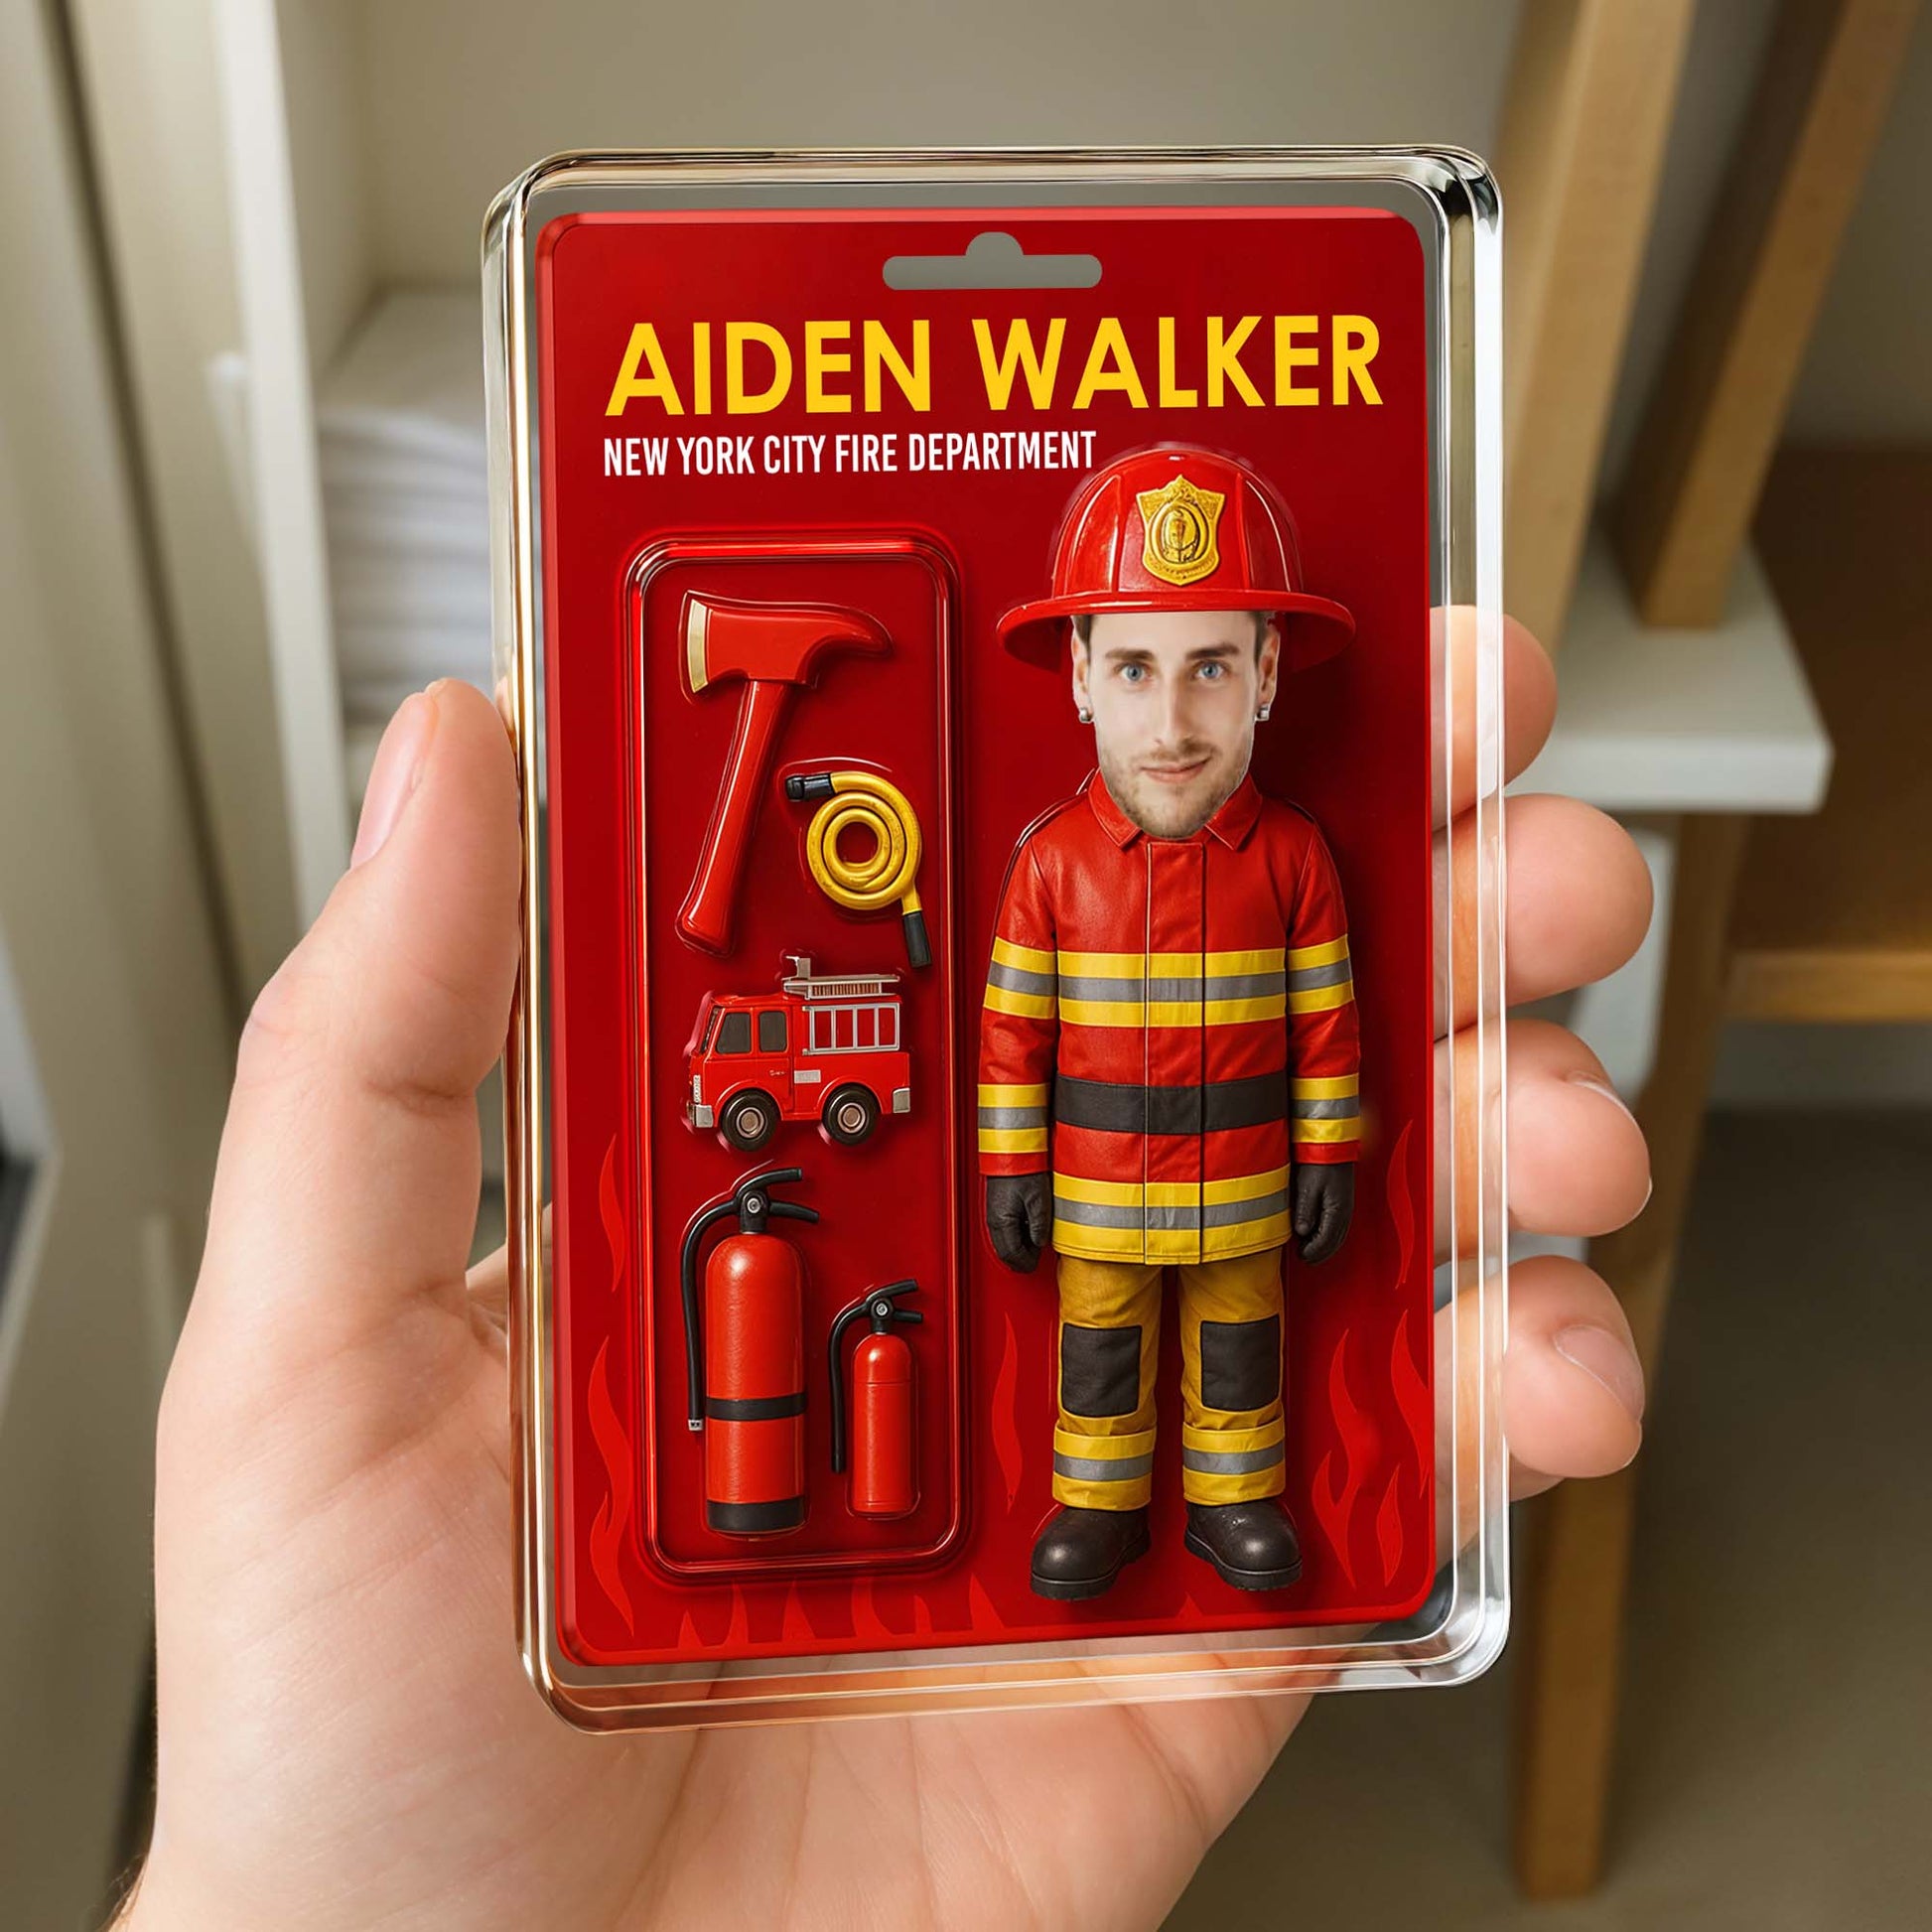 AIDEN WALKER
NEW YORK CITY FIRE DEPARTMENT